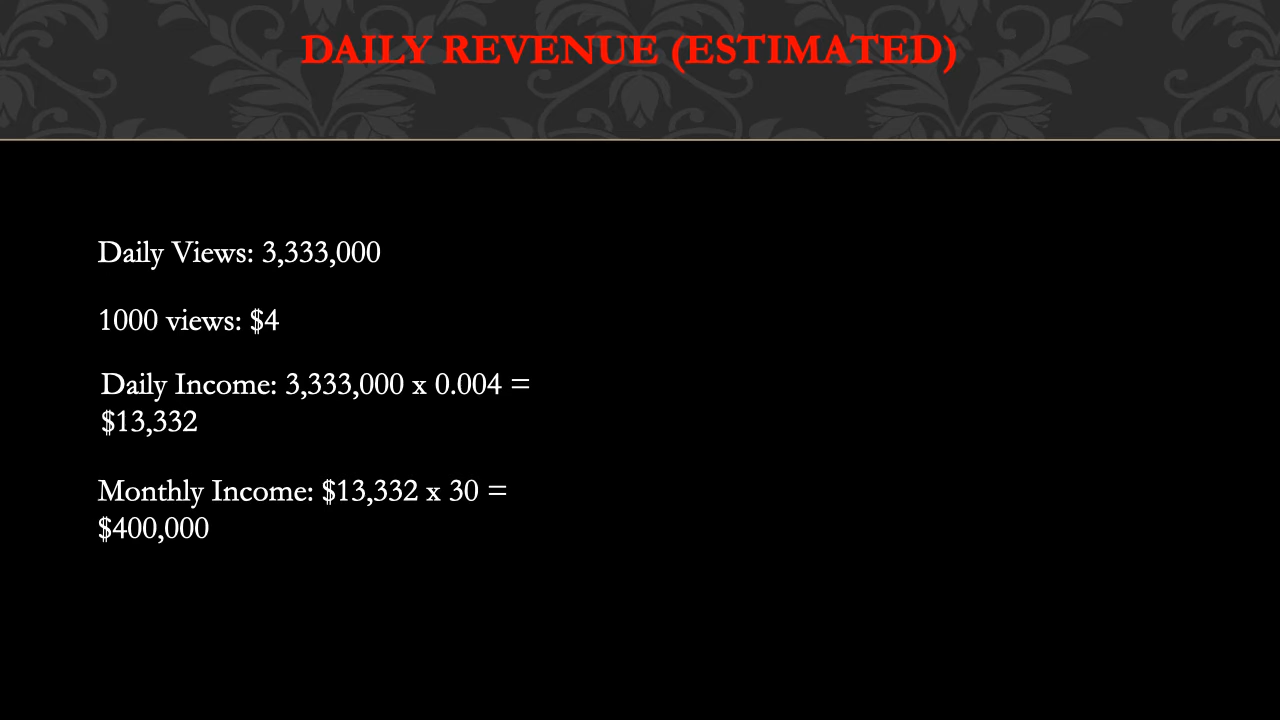 DAILY REVENUE (ESTIMATED)
Daily Views: 3,333,000
1000 views: $4
Daily Income: 3,333,000 x 0.004 =
$13,332
Monthly Income: $13,332 x 30 =
$400,000